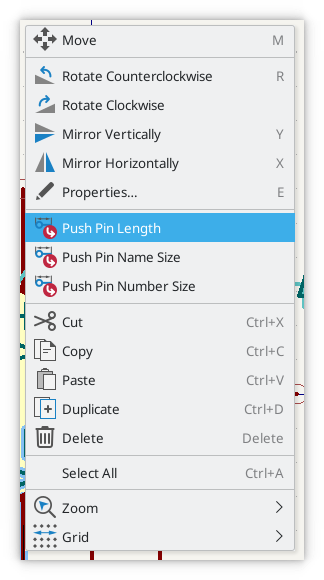 Move M
Rotate Counterclockwise R
Rotate Clockwise
Mirror Vertically Y
Mirror Horizontally X
Properties... E
Push Pin Length
Push Pin Name Size
Push Pin Number Size
Cut Ctrl+X
Copy Ctrl+C
Paste Ctrl+V
Duplicate Ctrl+D
Delete Delete
Select All Ctrl+A
Zoom
Grid